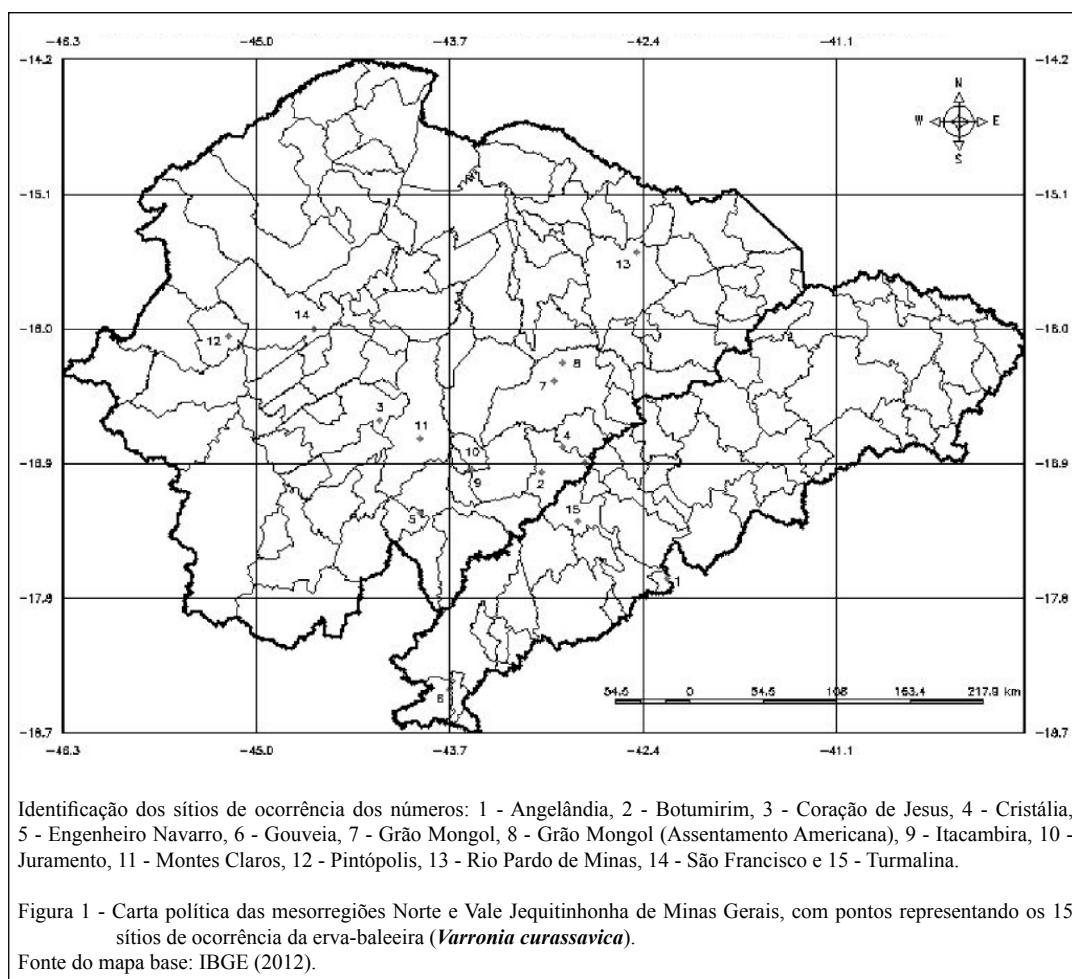 −46.3 −45.0 −43.7 −42.4 −41.1
−14.2 −14.2
N
W E
S
−15.1 −15.1
13
14
−16.0 −16.0
12
8
7
3
11
4
10
−16.9 −16.9
9 2
5 15
1
−17.8 −17.8
54.5 0 54.5 109 163.4 217.9 km
6
−18.7 −18.7
−46.3 −45.0 −43.7 −42.4 −41.1
Identificação dos sítios de ocorrência dos números: 1 - Angelândia, 2 - Botumirim, 3 - Coração de Jesus, 4 - Cristália,
5 - Engenheiro Navarro, 6 - Gouveia, 7 - Grão Mongol, 8 - Grão Mongol (Assentamento Americana), 9 - Itacambira, 10 -
Juramento, 11 - Montes Claros, 12 - Pintópolis, 13 - Rio Pardo de Minas, 14 - São Francisco e 15 - Turmalina.
Figura 1 - Carta política das mesorregiões Norte e Vale Jequitinhonha de Minas Gerais, com pontos representando os 15
sítios de ocorrência da erva-baleeira (Varronia curassavica).
Fonte do mapa base: IBGE (2012).